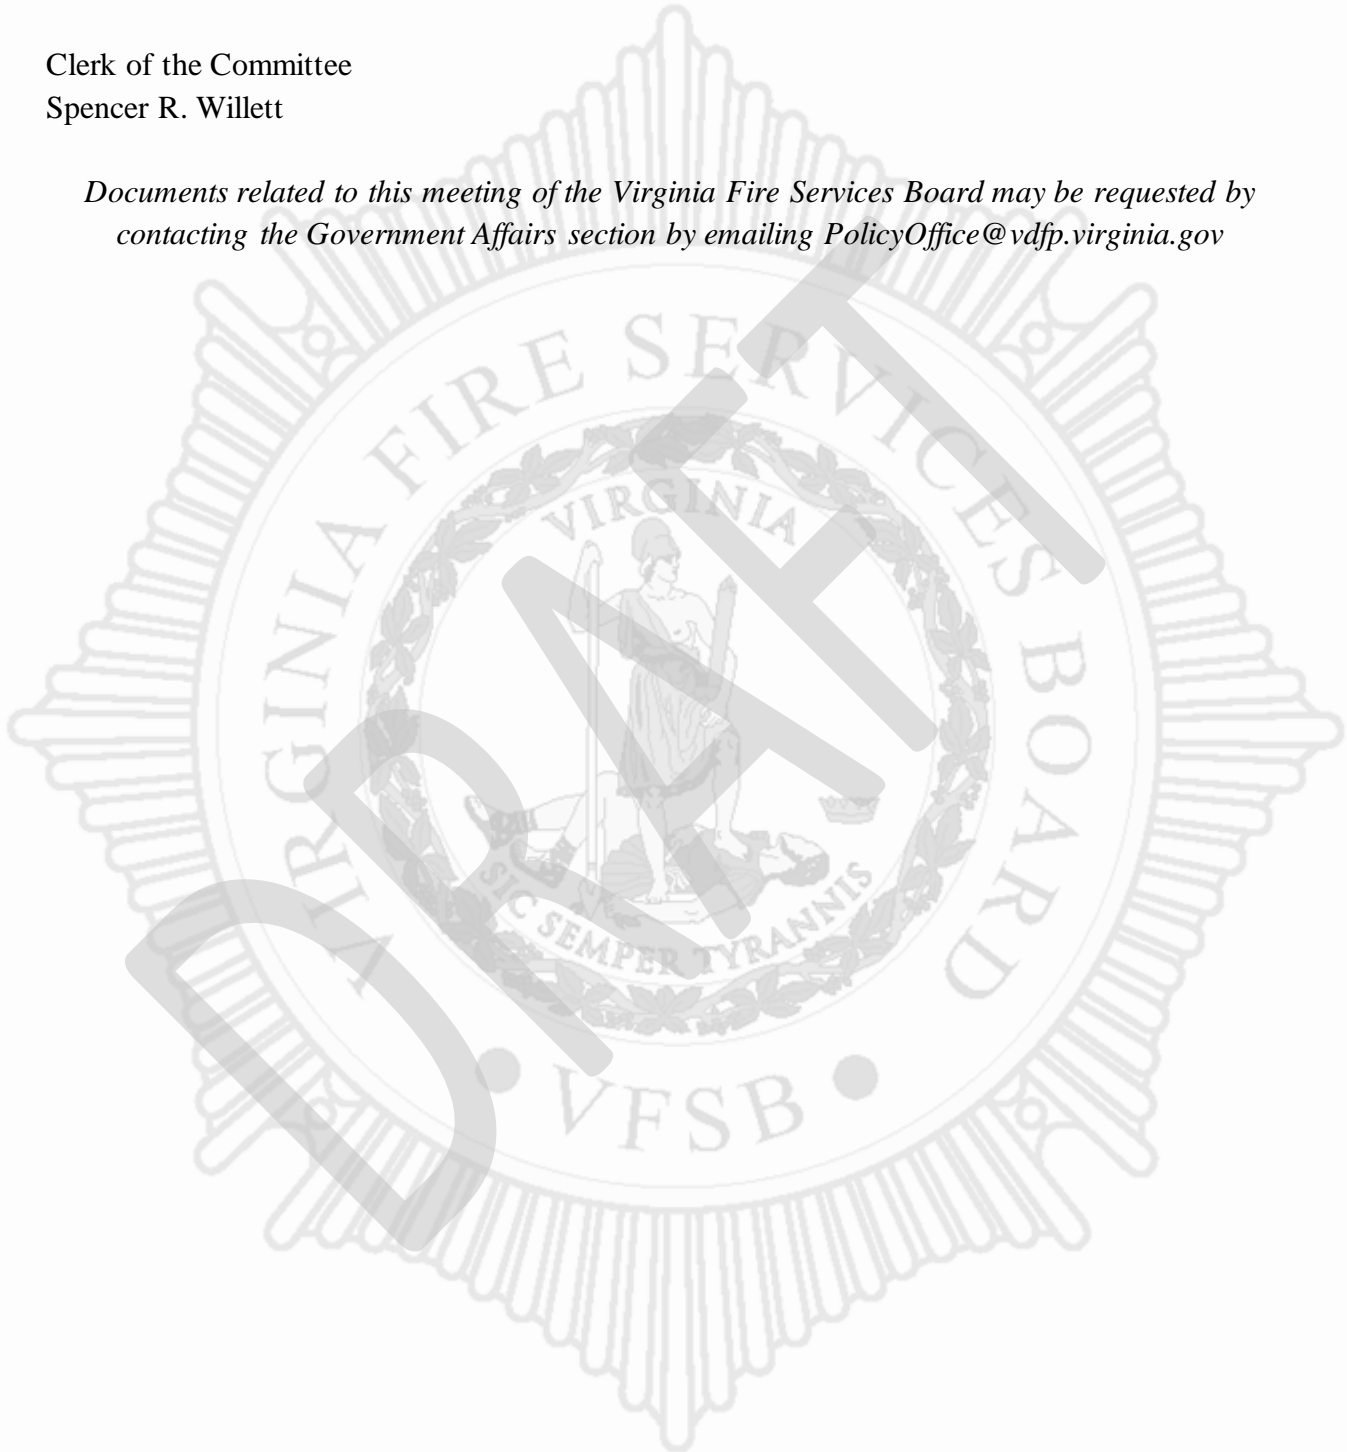 Clerk of the Committee
Spencer R. Willett
Documents related to this meeting of the Virginia Fire Services Board may be requested by
contacting the Government Affairs section by emailing PolicyOffice@vdfp.virginia.gov
VIRGINIA FIRE SERVICES BOARD
VIRGINIA
SIC SEMPER TYRANNIS
• VFSB •
DRAFT